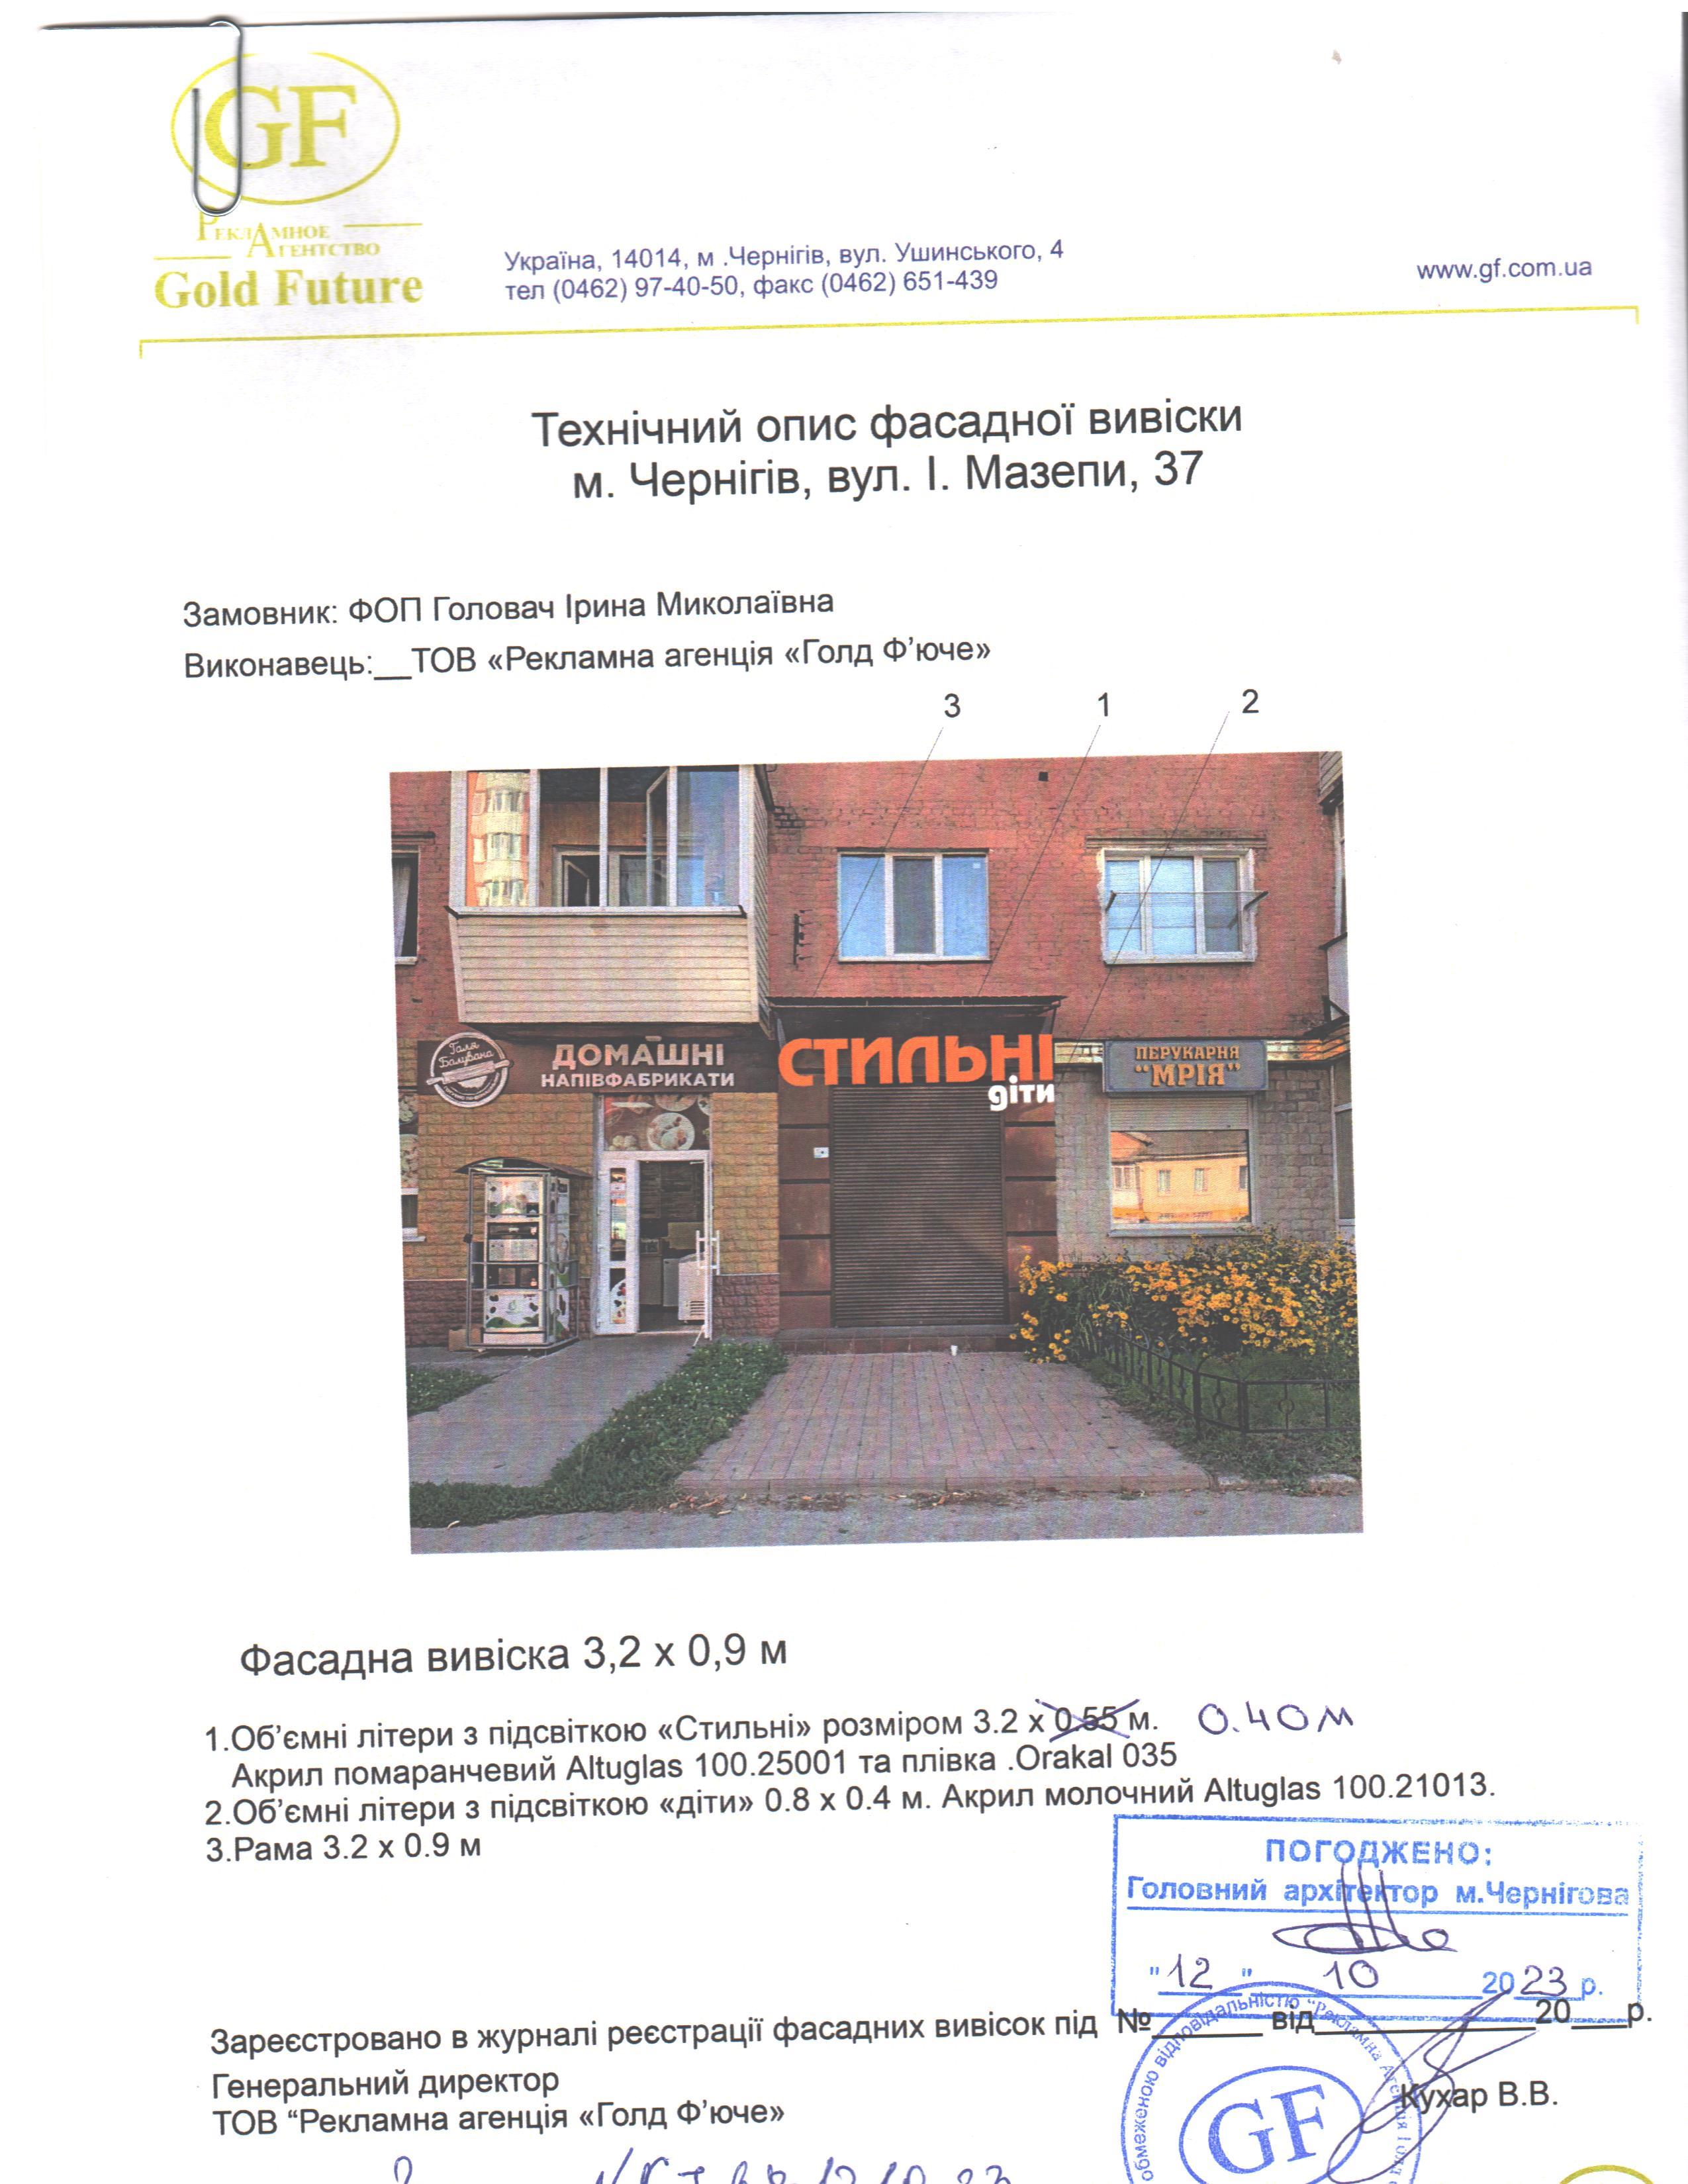 GF
РЕКЛАМНОЕ
АГЕНТСТВО
Gold Future
Україна, 14014, м .Чернігів, вул. Ушинського, 4
тел (0462) 97-40-50, факс (0462) 651-439
www.gf.com.ua
Технічний опис фасадної вивіски
м. Чернігів, вул. І. Мазепи, 37
Замовник: ФОП Головач Ірина Миколаївна
Виконавець:__ТОВ «Рекламна агенція «Голд Ф’юче»
3 1 2
Галя
Балувана
ДОМАШНІ
НАПІВФАБРИКАТИ
СТИЛЬНІ
діти
ПЕРУКАРНЯ
“МРІЯ”
Фасадна вивіска 3,2 х 0,9 м
1.Об’ємні літери з підсвіткою «Стильні» розміром 3.2 х 0.55 м. 0.40м
Акрил помаранчевий Altuglas 100.25001 та плівка .Orakal 035
2.Об’ємні літери з підсвіткою «діти» 0.8 х 0.4 м. Акрил молочний Altuglas 100.21013.
3.Рама 3.2 х 0.9 м
ПОГОДЖЕНО:
Головний архітектор м.Чернігова
"12" 10 2023 р.
Зареєстровано в журналі реєстрації фасадних вивісок під №______ від____________20___р.
Генеральний директор
ТОВ “Рекламна агенція «Голд Ф’юче»
Кухар В.В.
обмеженою відповідальністю "Рекламна Агенція
GF
12.10.23